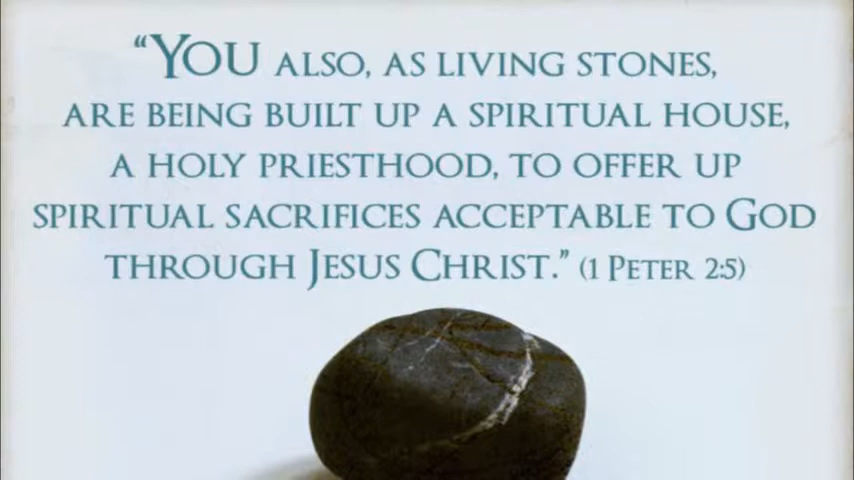 “YOU ALSO, AS LIVING STONES,
ARE BEING BUILT UP A SPIRITUAL HOUSE,
A HOLY PRIESTHOOD, TO OFFER UP
SPIRITUAL SACRIFICES ACCEPTABLE TO GOD
THROUGH JESUS CHRIST.” (1 PETER 2:5)